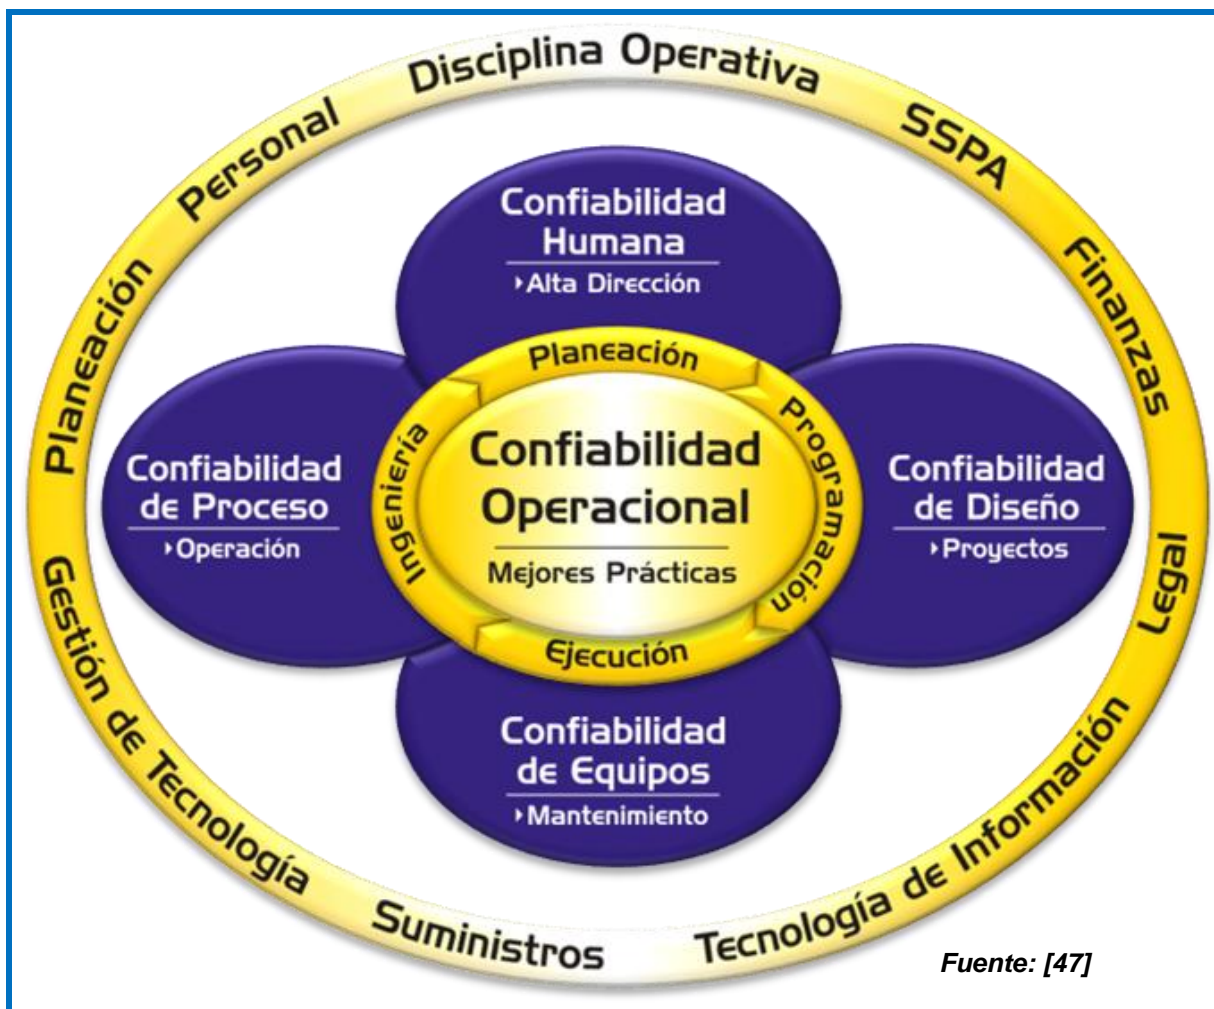 Disciplina Operativa
SSPA
Finanzas
Legal
Tecnología de Información
Suministros
Gestión de Tecnología
Planeación
Personal
Confiabilidad
Humana
Alta Dirección
Confiabilidad
de Proceso
Operación
Confiabilidad
de Diseño
Proyectos
Confiabilidad
de Equipos
Mantenimiento
Planeación
Programación
Ejecución
Ingeniería
Confiabilidad
Operacional
Mejores Prácticas
Fuente: [47]